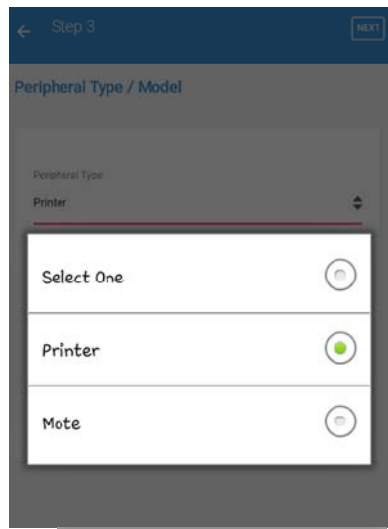 Step 3
NEXT
Peripheral Type / Model
Peripheral Type
Printer
Select One
Printer
Mote